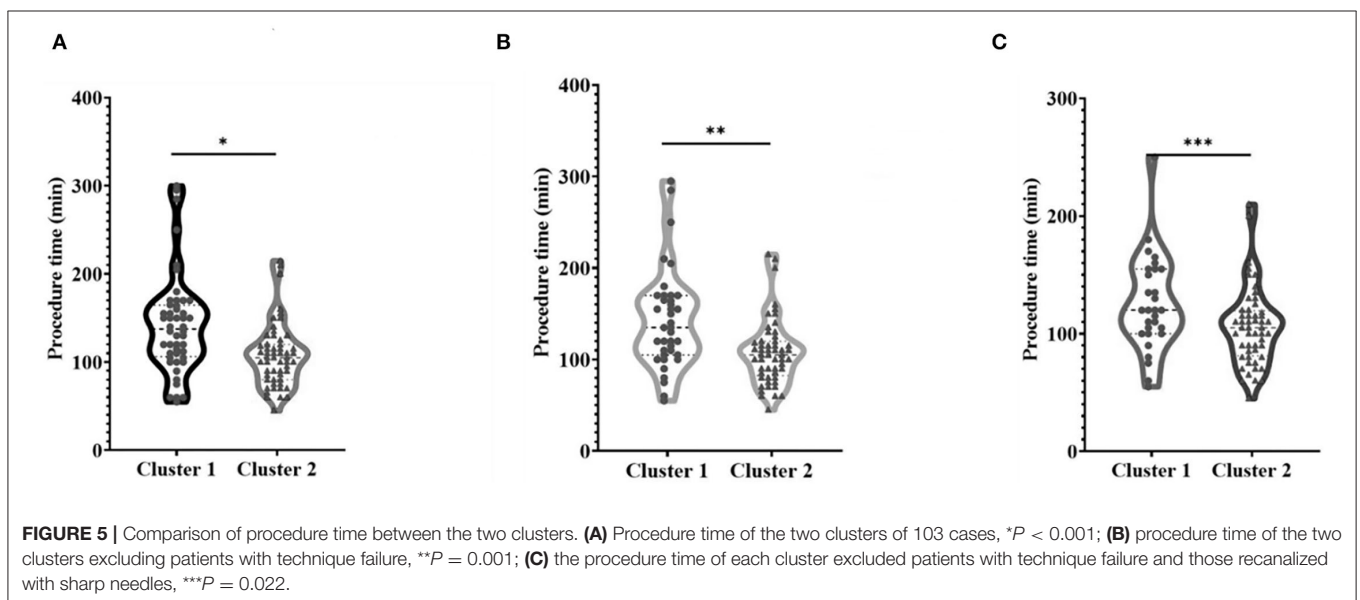 A
B
C
400
300
200
100
0
Procedure time (min)
*
Cluster 1
Cluster 2
400
300
200
100
0
Procedure time (min)
**
Cluster 1
Cluster 2
300
200
100
0
Procedure time (min)
***
Cluster 1
Cluster 2
FIGURE 5 | Comparison of procedure time between the two clusters. (A) Procedure time of the two clusters of 103 cases, *P < 0.001; (B) procedure time of the two
clusters excluding patients with technique failure, **P = 0.001; (C) the procedure time of each cluster excluded patients with technique failure and those recanalized
with sharp needles, ***P = 0.022.